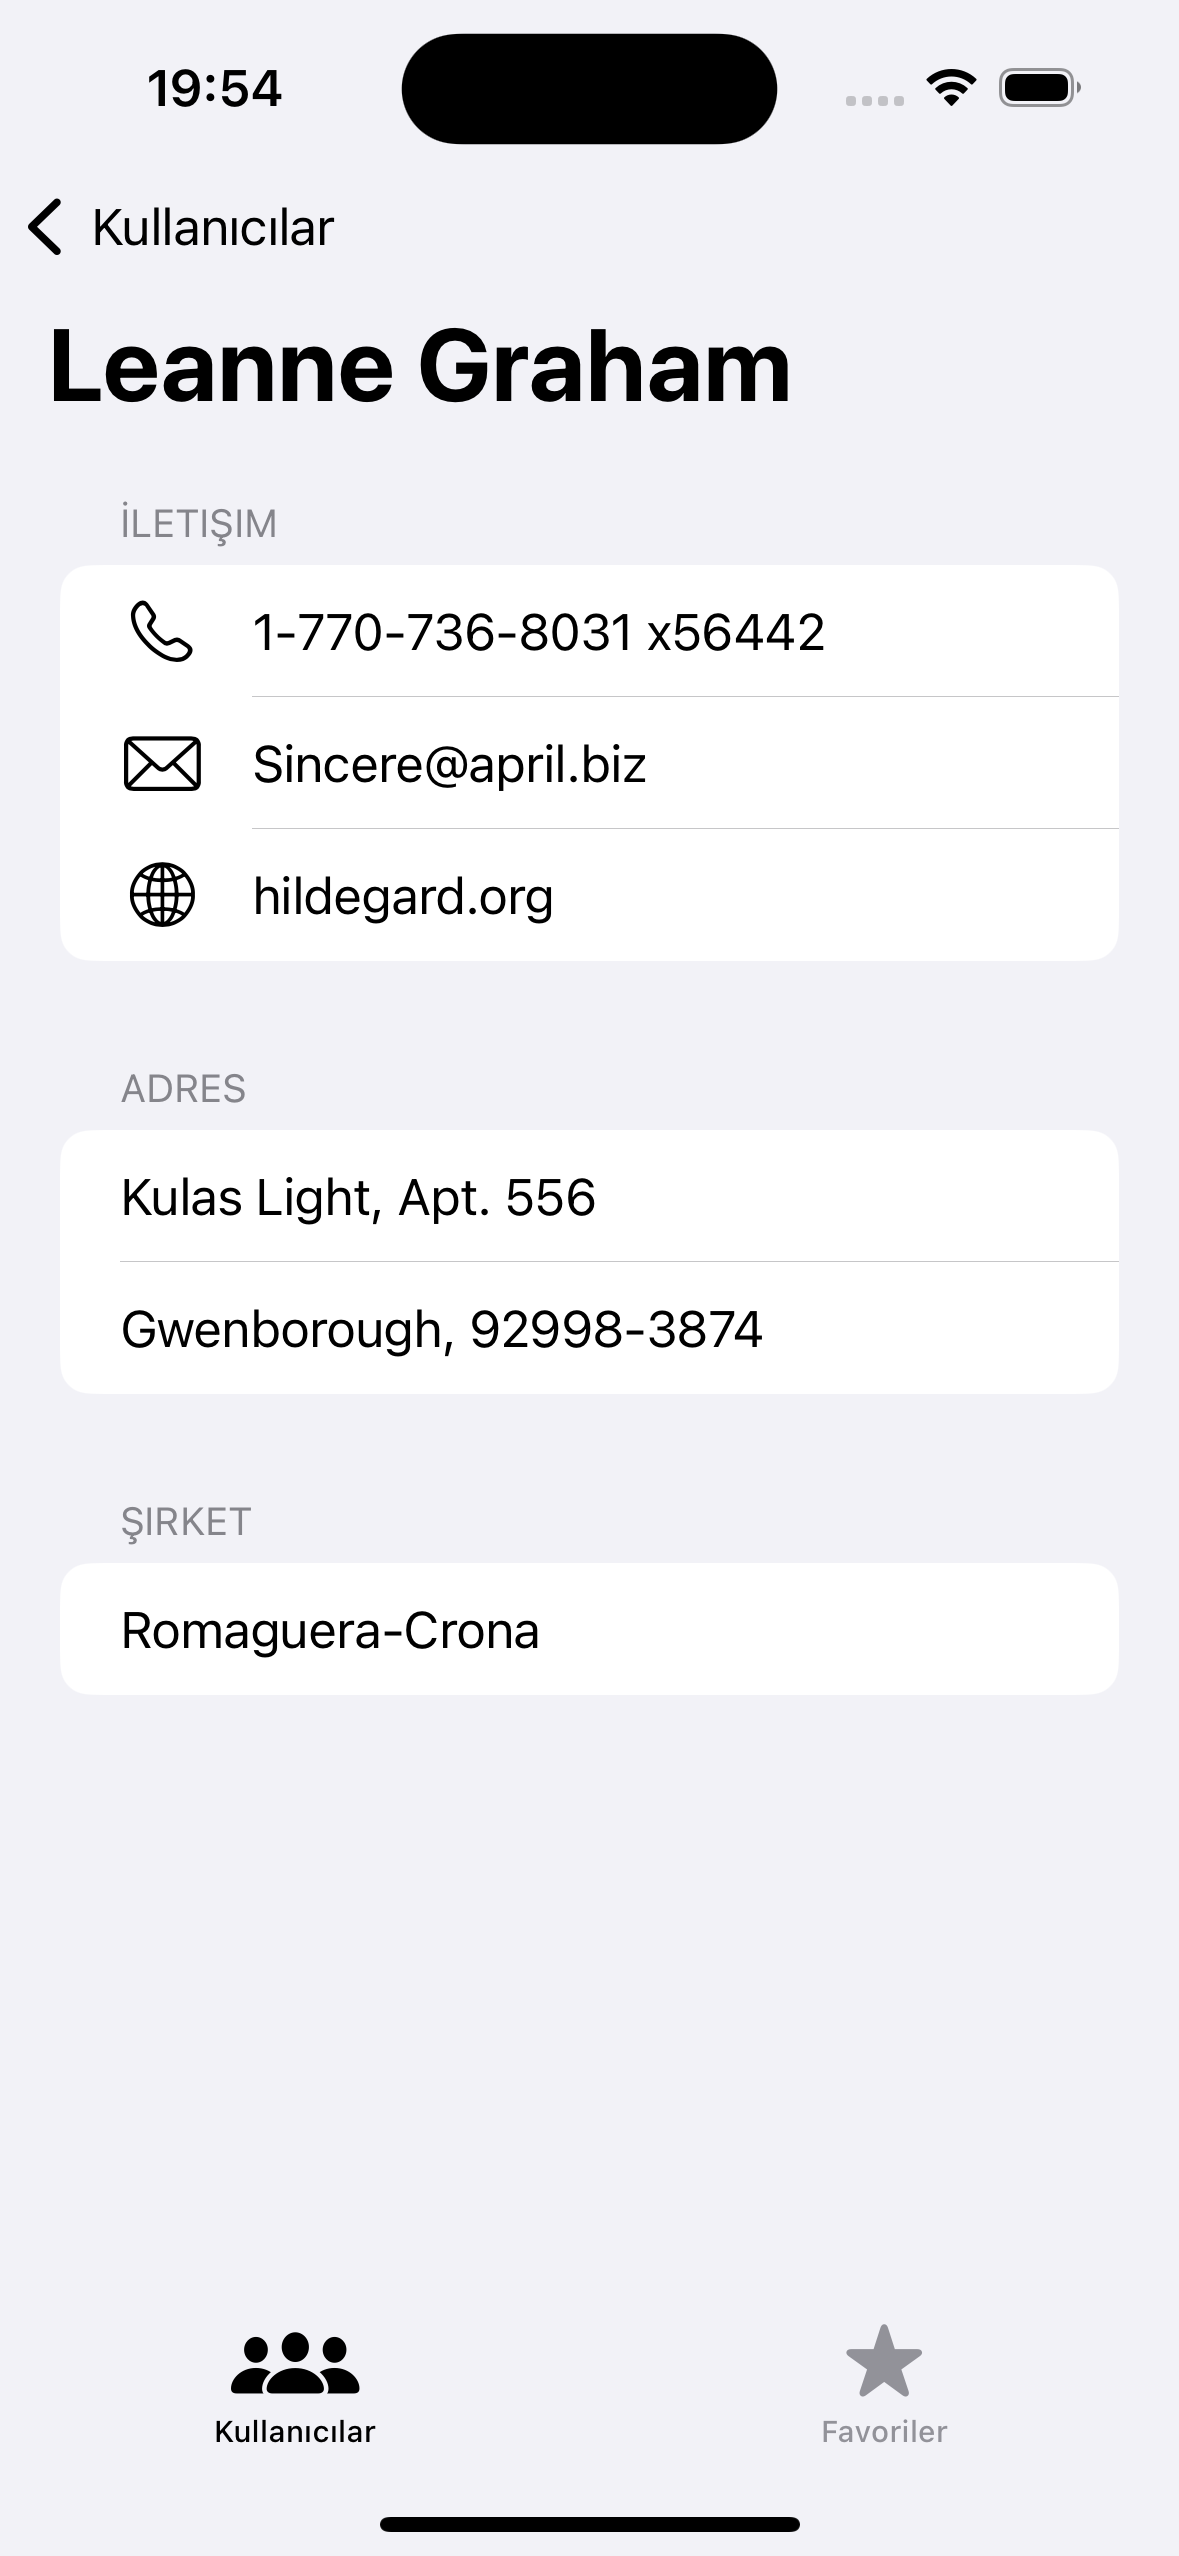 19:54
Kullanıcılar
Leanne Graham
İLETIŞIM
1-770-736-8031 x56442
Sincere@april.biz
hildegard.org
ADRES
Kulas Light, Apt. 556
Gwenborough, 92998-3874
ŞIRKET
Romaguera-Crona
Kullanıcılar
Favoriler